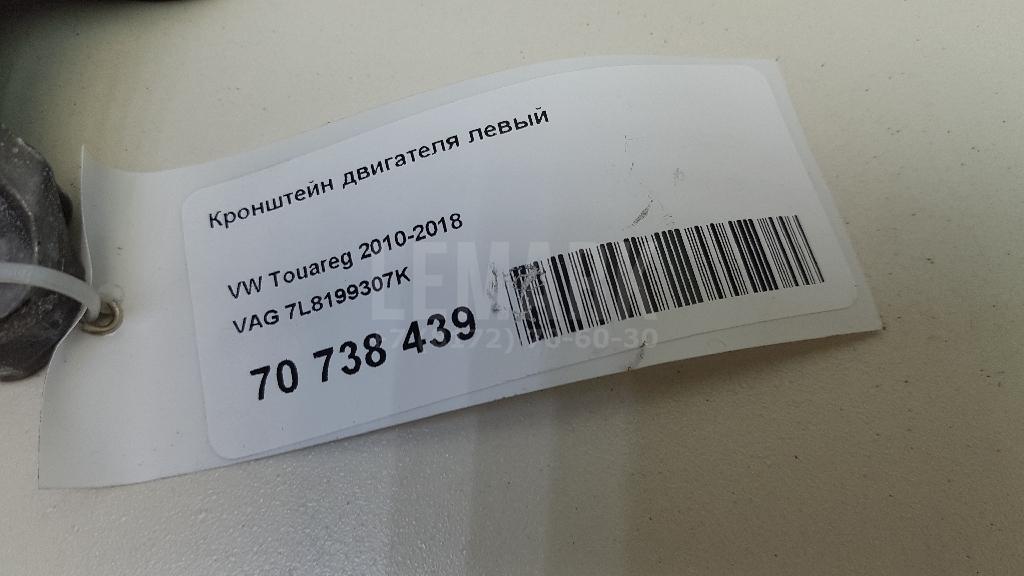 Кронштейн двигателя левый
VW Touareg 2010-2018
VAG 7L8199307K
70 738 439